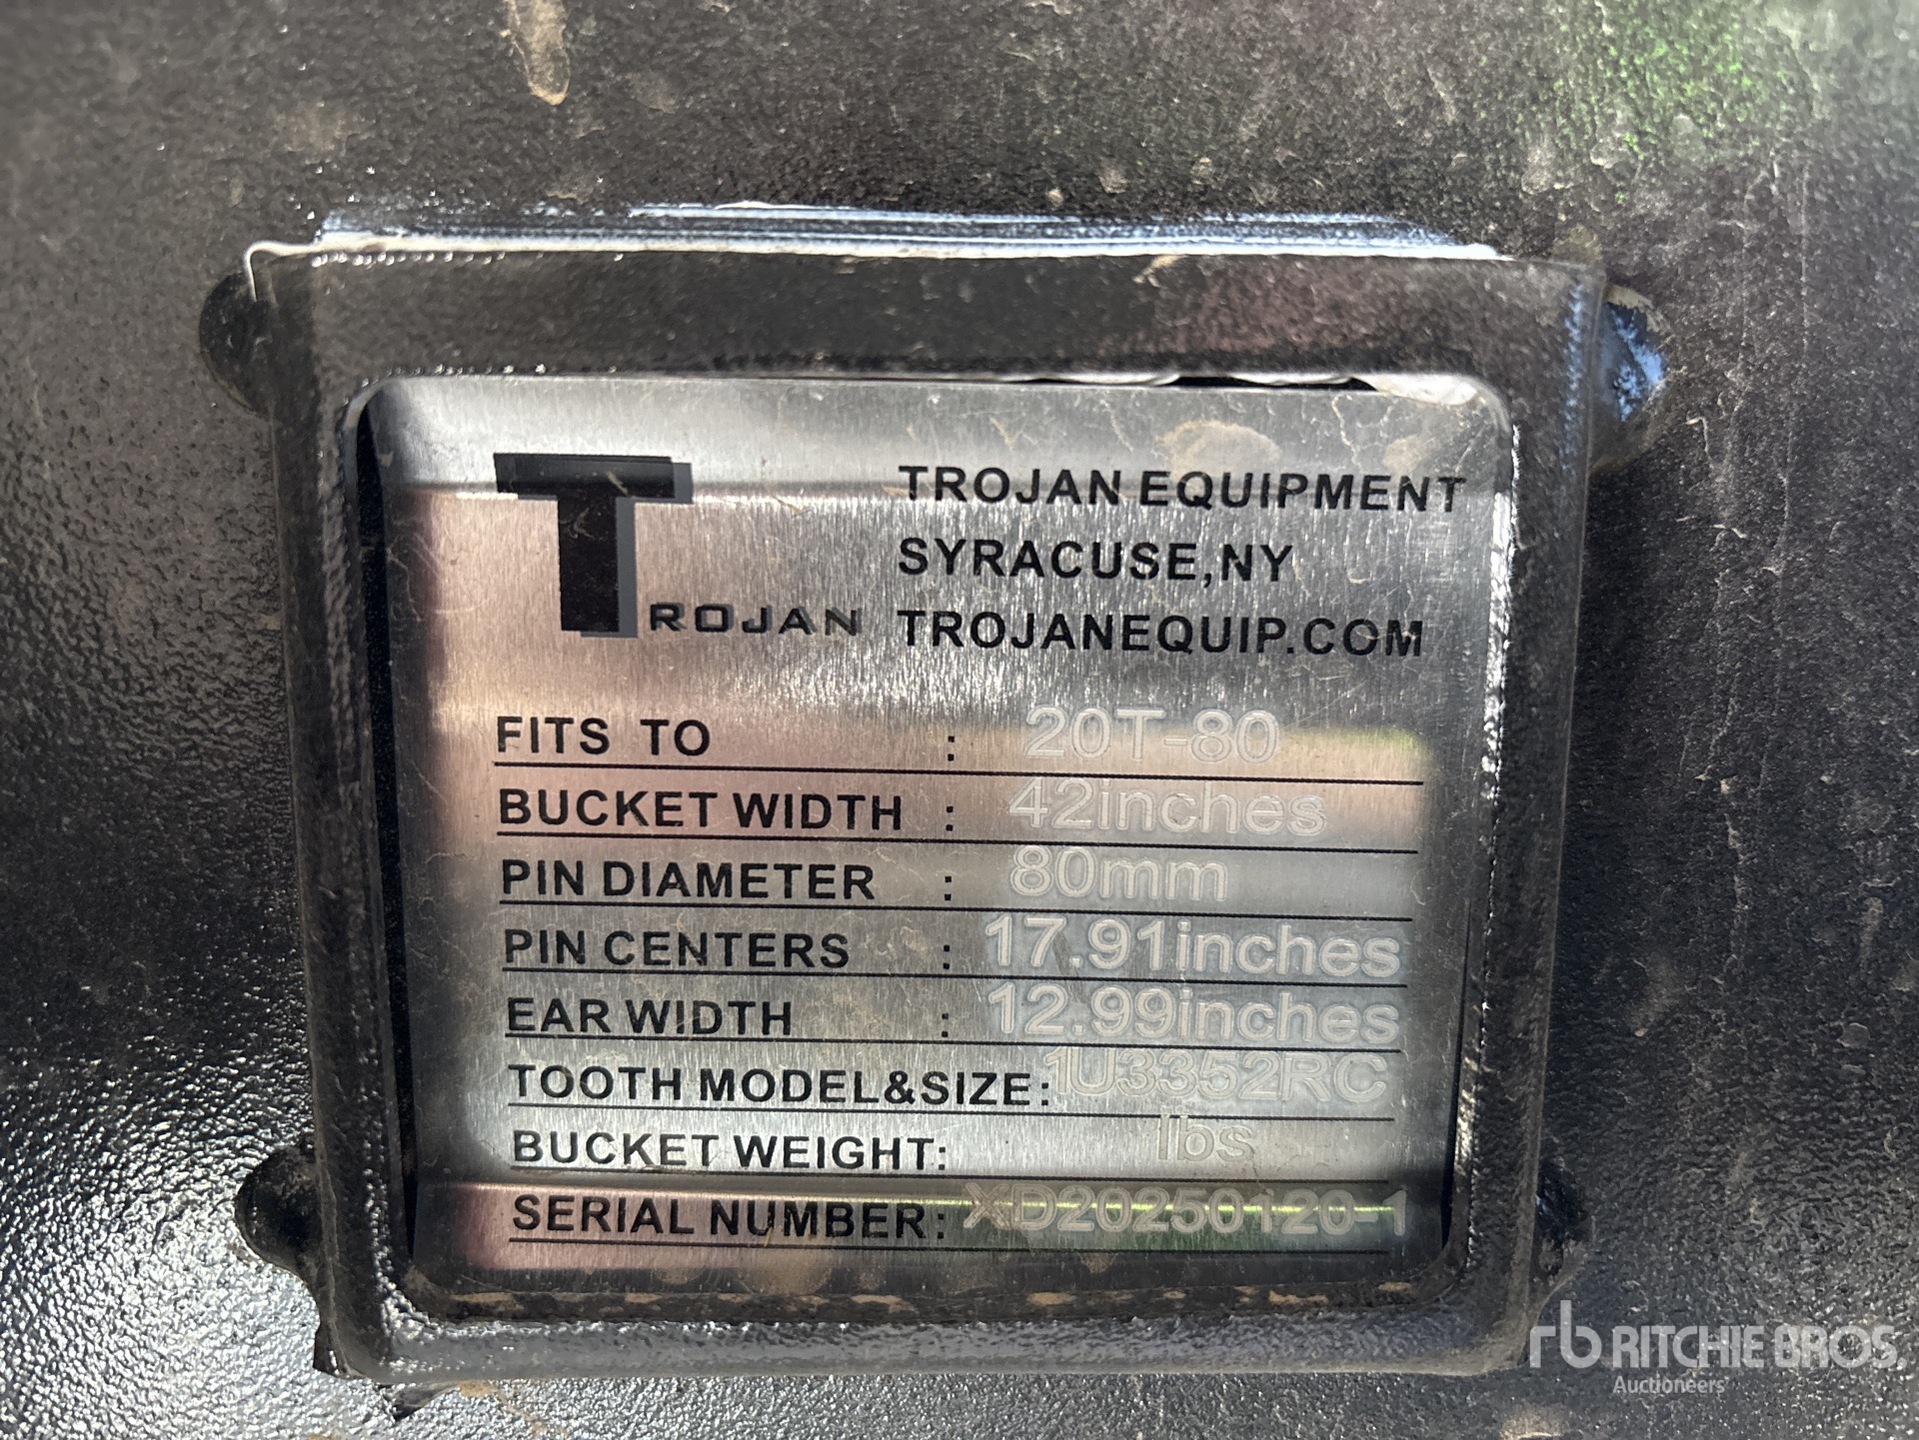 TROJAN
TROJAN EQUIPMENT
SYRACUSE,NY
TROJANEQUIP.COM
FITS TO : 20T-80
BUCKET WIDTH : 42inches
PIN DIAMETER : 80mm
PIN CENTERS : 17.91inches
EAR WIDTH : 12.99inches
TOOTH MODEL&SIZE: 1U3352RC
BUCKET WEIGHT: lbs
SERIAL NUMBER: XD20250120-1
rb RITCHIE BROS
Auctioneers